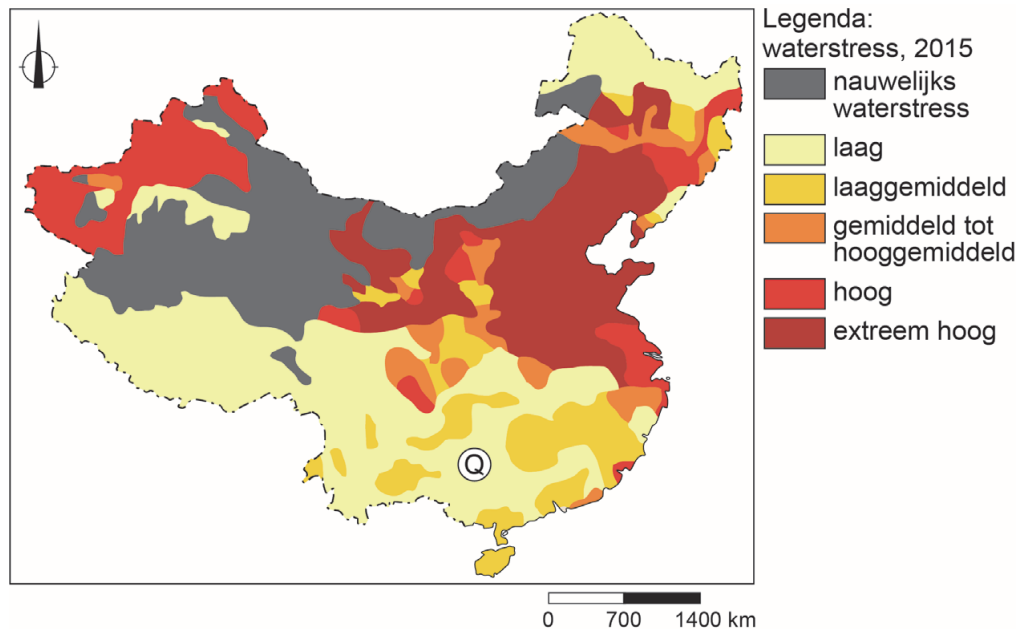 Legenda:
waterstress, 2015
nauwelijks
waterstress
laag
laaggemiddeld
gemiddeld tot
hooggemiddeld
hoog
extreem hoog
Q
0 700 1400 km